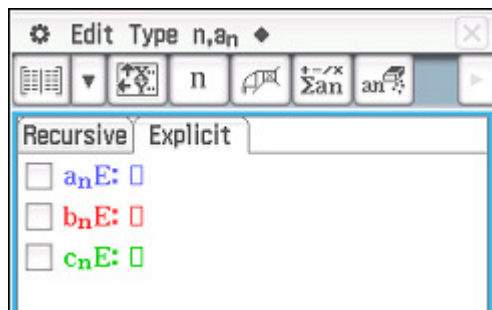 Edit Type n,an ◆
n Σan an
Recursive Explicit
anE: □
bnE: □
cnE: □